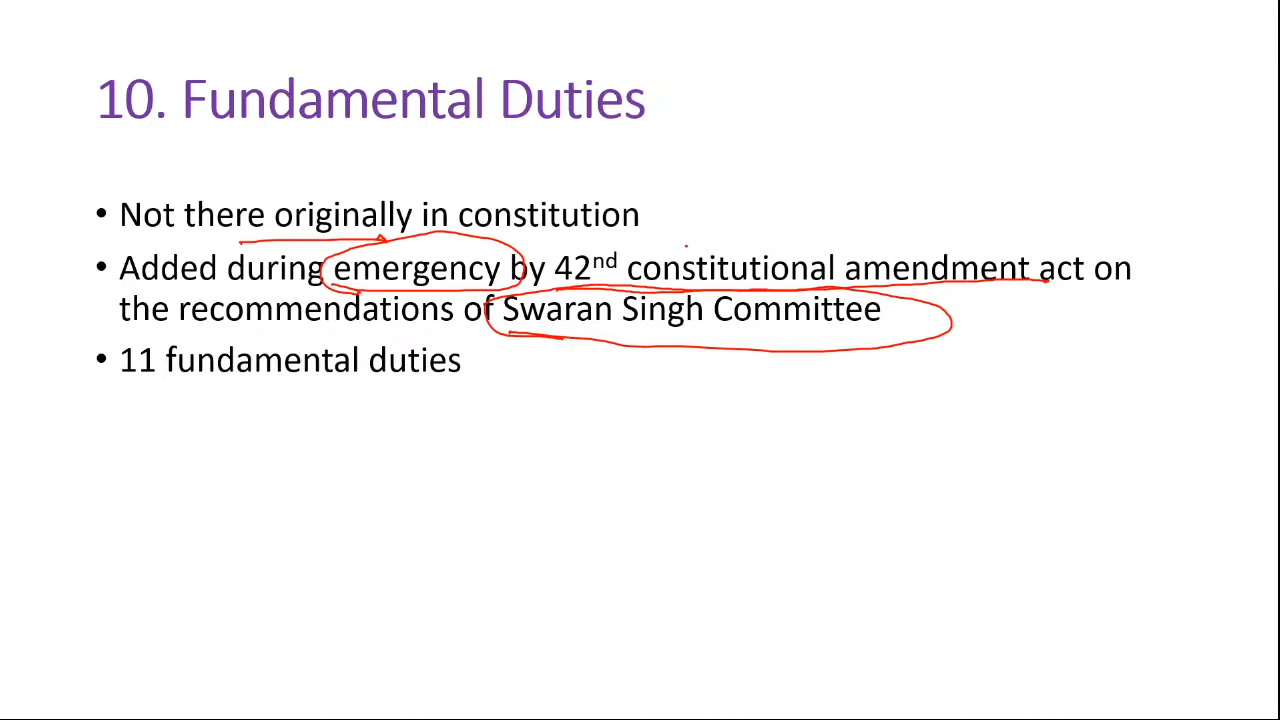 10. Fundamental Duties
• Not there originally in constitution
• Added during emergency by 42nd constitutional amendment act on
the recommendations of Swaran Singh Committee
• 11 fundamental duties